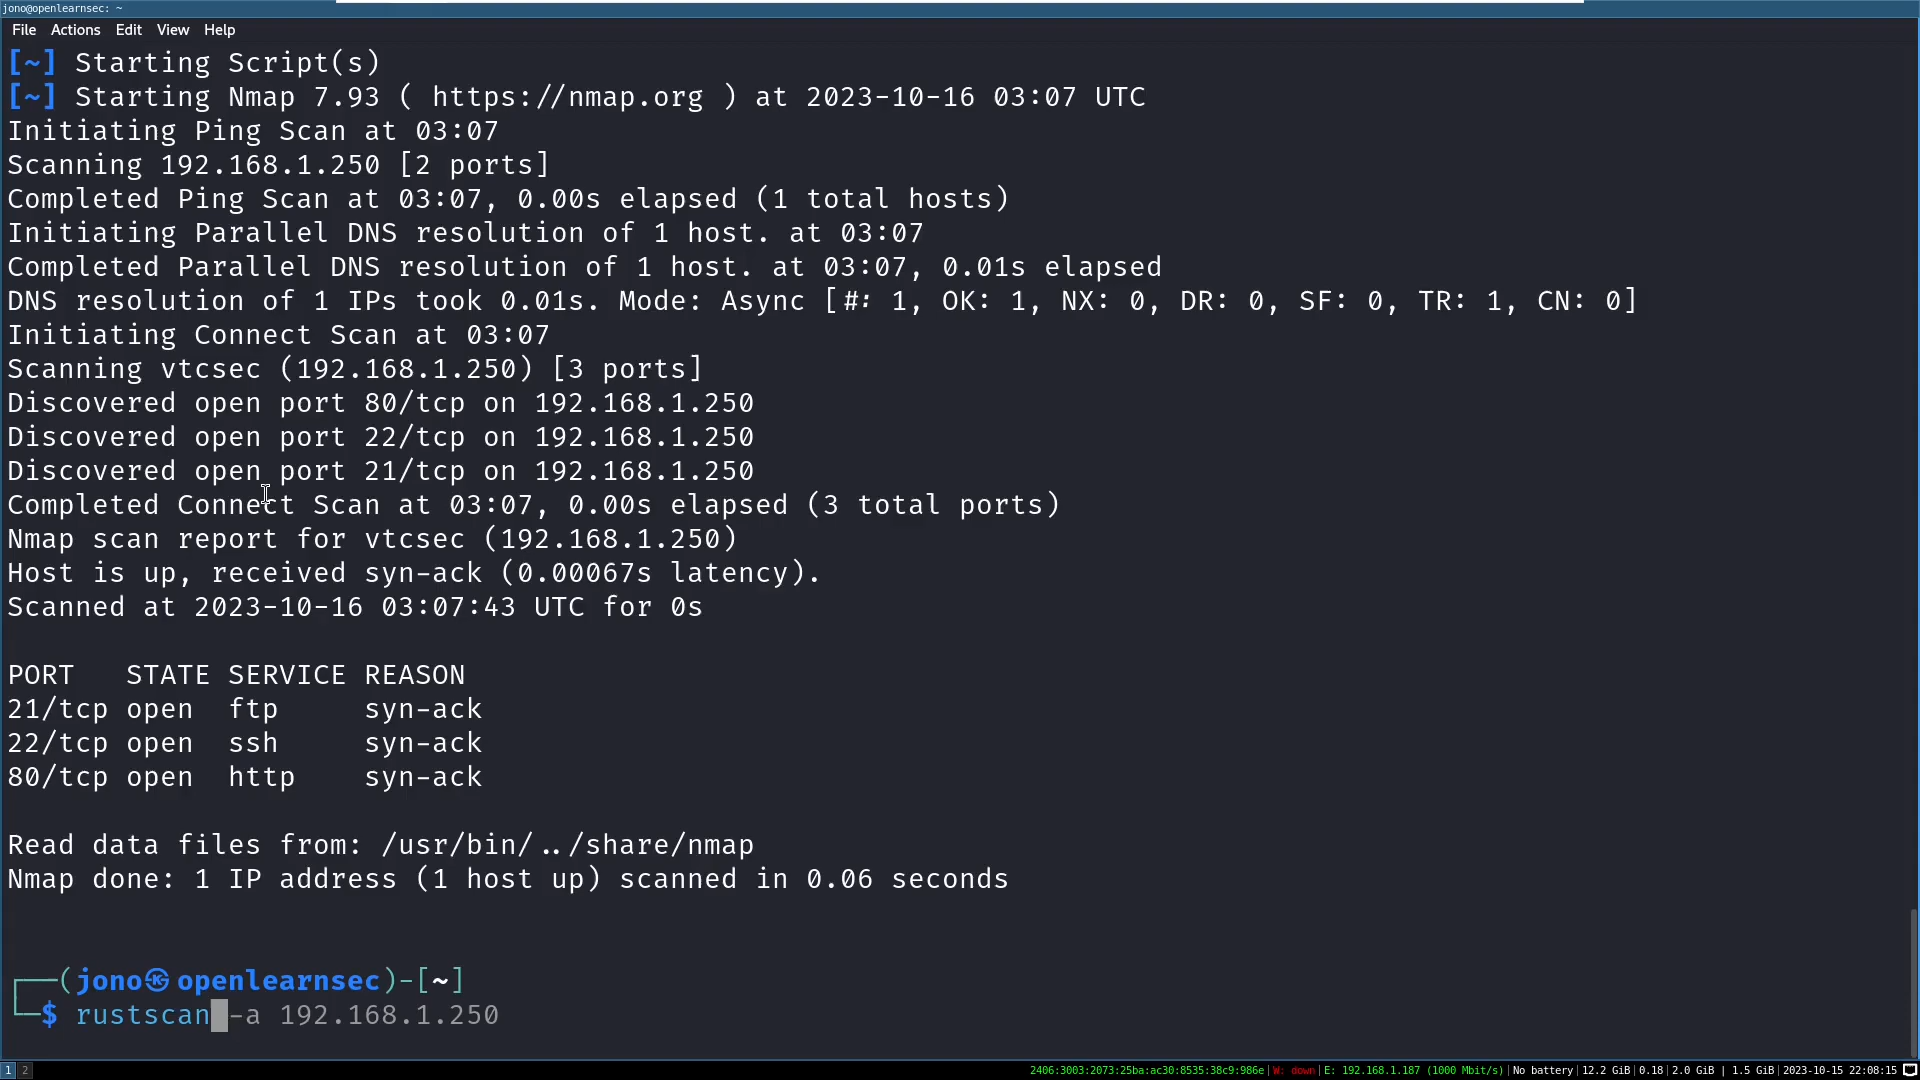 jono@openlearnsec: ~
File Actions Edit View Help
[~] Starting Script(s)
[~] Starting Nmap 7.93 ( https://nmap.org ) at 2023-10-16 03:07 UTC
Initiating Ping Scan at 03:07
Scanning 192.168.1.250 [2 ports]
Completed Ping Scan at 03:07, 0.00s elapsed (1 total hosts)
Initiating Parallel DNS resolution of 1 host. at 03:07
Completed Parallel DNS resolution of 1 host. at 03:07, 0.01s elapsed
DNS resolution of 1 IPs took 0.01s. Mode: Async [#: 1, OK: 1, NX: 0, DR: 0, SF: 0, TR: 1, CN: 0]
Initiating Connect Scan at 03:07
Scanning vtcsec (192.168.1.250) [3 ports]
Discovered open port 80/tcp on 192.168.1.250
Discovered open port 22/tcp on 192.168.1.250
Discovered open port 21/tcp on 192.168.1.250
Completed Connect Scan at 03:07, 0.00s elapsed (3 total ports)
Nmap scan report for vtcsec (192.168.1.250)
Host is up, received syn-ack (0.00067s latency).
Scanned at 2023-10-16 03:07:43 UTC for 0s
PORT   STATE SERVICE REASON
21/tcp open  ftp     syn-ack
22/tcp open  ssh     syn-ack
80/tcp open  http    syn-ack
Read data files from: /usr/bin/../share/nmap
Nmap done: 1 IP address (1 host up) scanned in 0.06 seconds
┌──(jono㉿openlearnsec)-[~]
└─$ rustscan -a 192.168.1.250
1 2 2406:3003:2073:25ba:ac30:8535:38c9:986e|W: down|E: 192.168.1.187 (1000 Mbit/s)|No battery|12.2 GiB|0.18|2.0 GiB | 1.5 GiB|2023-10-15 22:08:15